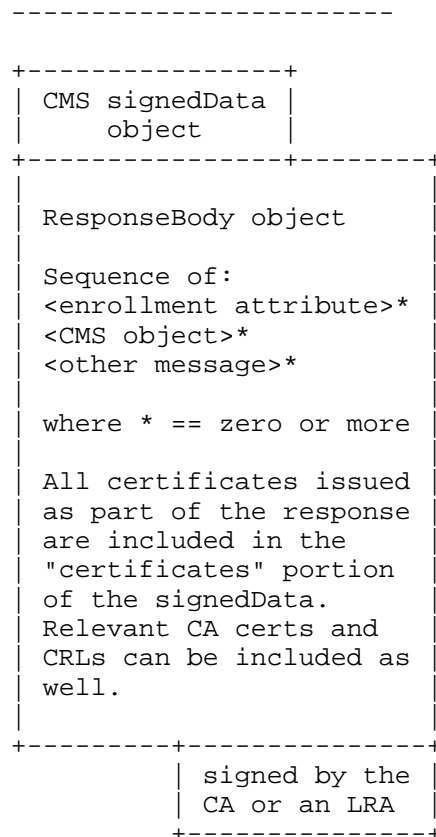 CMS signedData
object
ResponseBody object
Sequence of:
<enrollment attribute>*
<CMS object>*
<other message>*
where * == zero or more
All certificates issued
as part of the response
are included in the
"certificates" portion
of the signedData.
Relevant CA certs and
CRLs can be included as
well.
signed by the
CA or an LRA